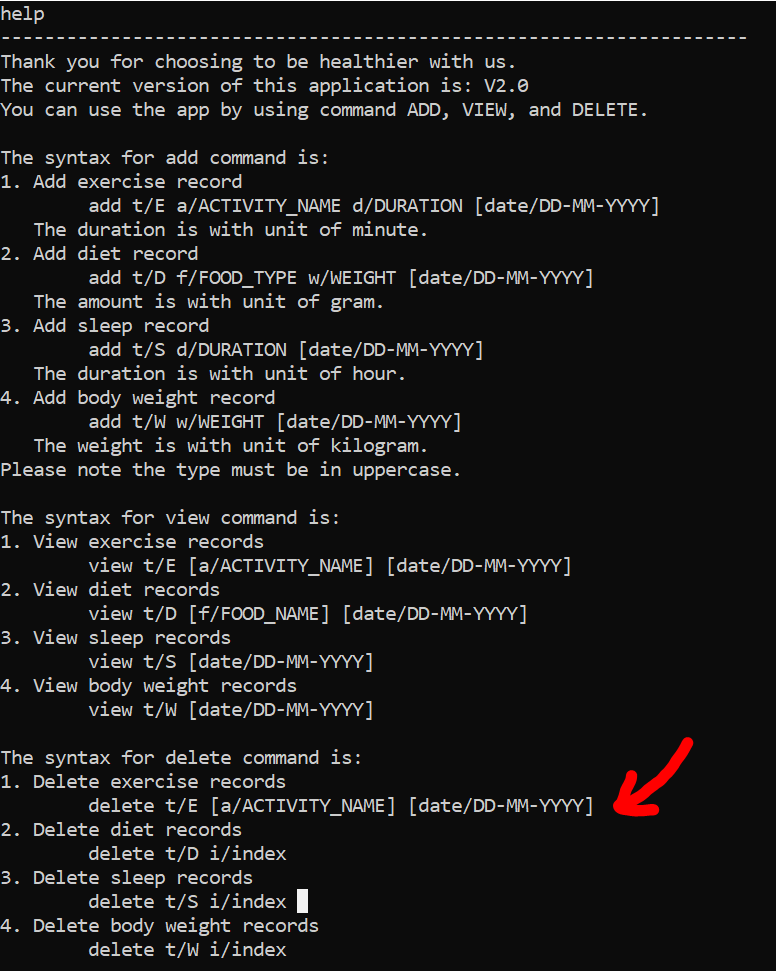 help
--------------------------------------------------------------------
Thank you for choosing to be healthier with us.
The current version of this application is: V2.0
You can use the app by using command ADD, VIEW, and DELETE.

The syntax for add command is:
1. Add exercise record
        add t/E a/ACTIVITY_NAME d/DURATION [date/DD-MM-YYYY]
   The duration is with unit of minute.
2. Add diet record
        add t/D f/FOOD_TYPE w/WEIGHT [date/DD-MM-YYYY]
   The amount is with unit of gram.
3. Add sleep record
        add t/S d/DURATION [date/DD-MM-YYYY]
   The duration is with unit of hour.
4. Add body weight record
        add t/W w/WEIGHT [date/DD-MM-YYYY]
   The weight is with unit of kilogram.
Please note the type must be in uppercase.

The syntax for view command is:
1. View exercise records
        view t/E [a/ACTIVITY_NAME] [date/DD-MM-YYYY]
2. View diet records
        view t/D [f/FOOD_NAME] [date/DD-MM-YYYY]
3. View sleep records
        view t/S [date/DD-MM-YYYY]
4. View body weight records
        view t/W [date/DD-MM-YYYY]

The syntax for delete command is:
1. Delete exercise records
        delete t/E [a/ACTIVITY_NAME] [date/DD-MM-YYYY]
2. Delete diet records
        delete t/D i/index
3. Delete sleep records
        delete t/S i/index
4. Delete body weight records
        delete t/W i/index